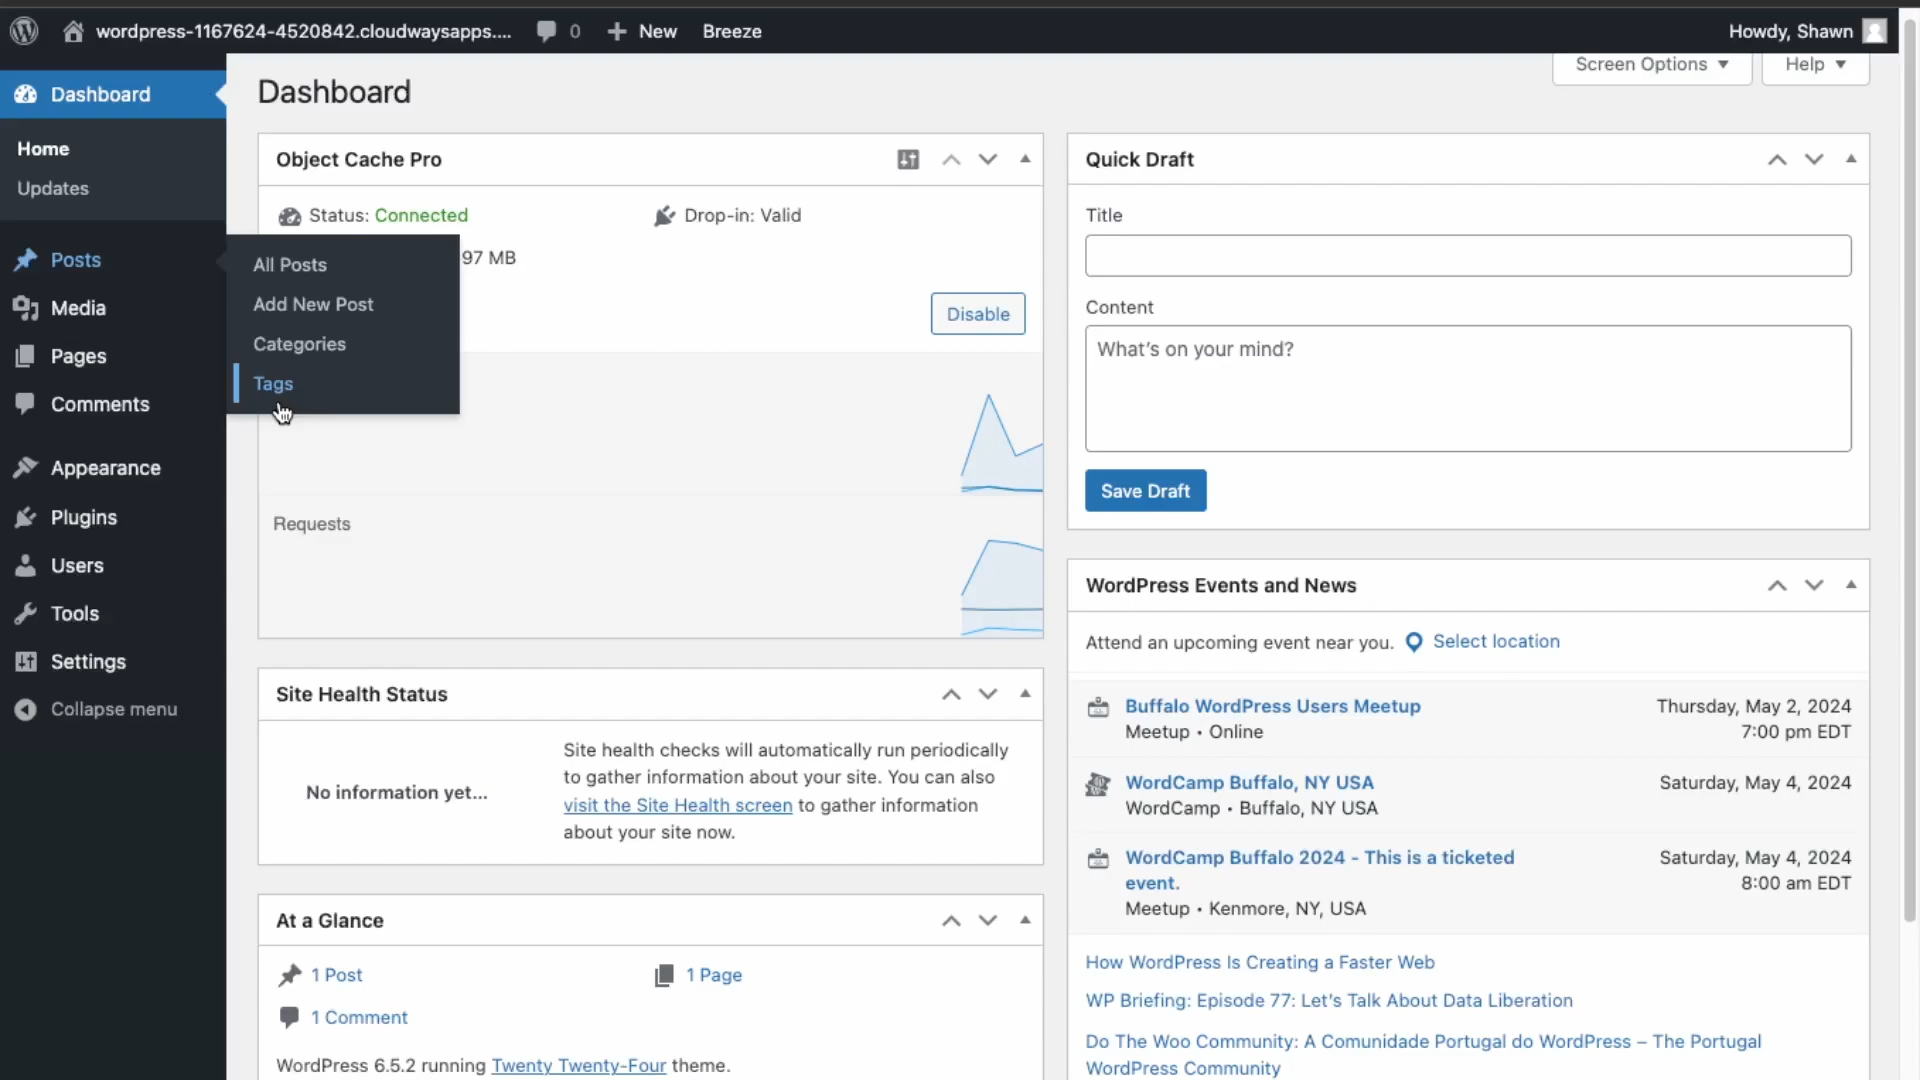 wordpress-1167624-4520842.cloudwaysapps....
0
New
Breeze
Howdy, Shawn
Dashboard
Home
Updates
Posts
Media
Pages
Comments
Appearance
Plugins
Users
Tools
Settings
Collapse menu
All Posts
Add New Post
Categories
Tags
Dashboard
Screen Options
Help
Object Cache Pro
Status: Connected
Drop-in: Valid
97 MB
Disable
Requests
Site Health Status
No information yet...
Site health checks will automatically run periodically
to gather information about your site. You can also
visit the Site Health screen to gather information
about your site now.
At a Glance
1 Post
1 Page
1 Comment
WordPress 6.5.2 running Twenty Twenty-Four theme.
Quick Draft
Title
Content
What's on your mind?
Save Draft
WordPress Events and News
Attend an upcoming event near you. Select location
Buffalo WordPress Users Meetup
Meetup • Online
Thursday, May 2, 2024
7:00 pm EDT
WordCamp Buffalo, NY USA
WordCamp • Buffalo, NY USA
Saturday, May 4, 2024
WordCamp Buffalo 2024 - This is a ticketed
event.
Meetup • Kenmore, NY, USA
Saturday, May 4, 2024
8:00 am EDT
How WordPress Is Creating a Faster Web
WP Briefing: Episode 77: Let's Talk About Data Liberation
Do The Woo Community: A Comunidade Portugal do WordPress – The Portugal
WordPress Community